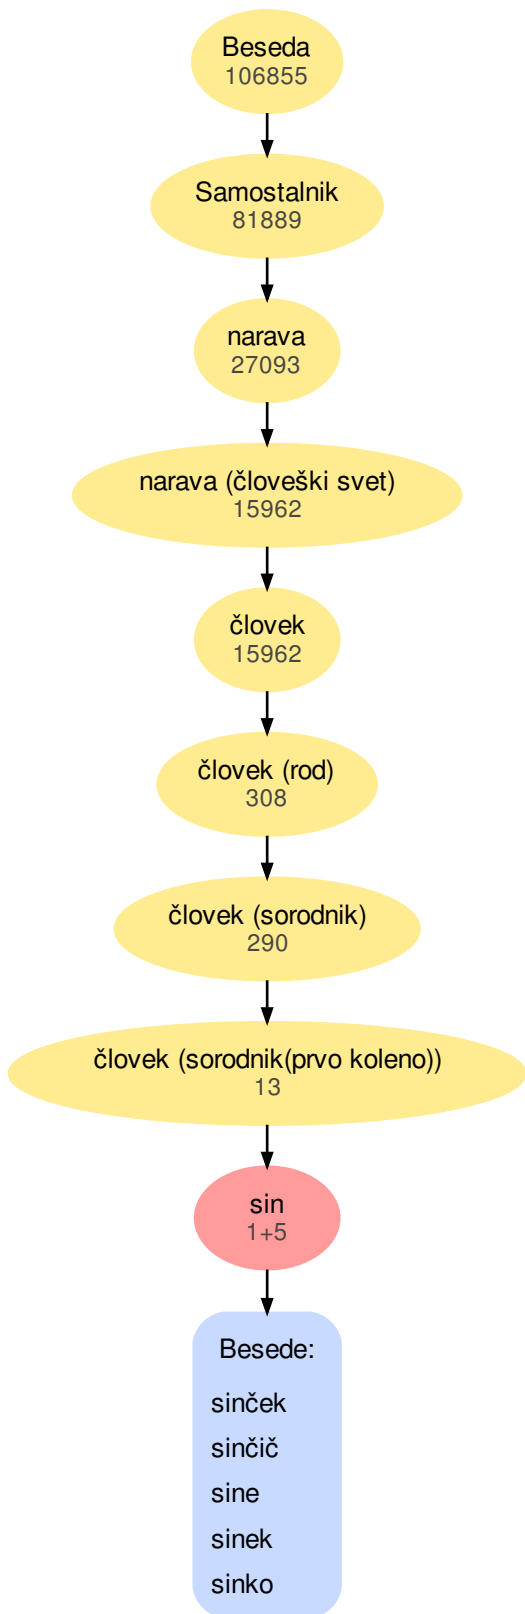 Beseda
106855
Samostalnik
81889
narava
27093
narava (človeški svet)
15962
človek
15962
človek (rod)
308
človek (sorodnik)
290
človek (sorodnik(prvo koleno))
13
sin
1+5
Besede:
sinček
sinčič
sine
sinek
sinko